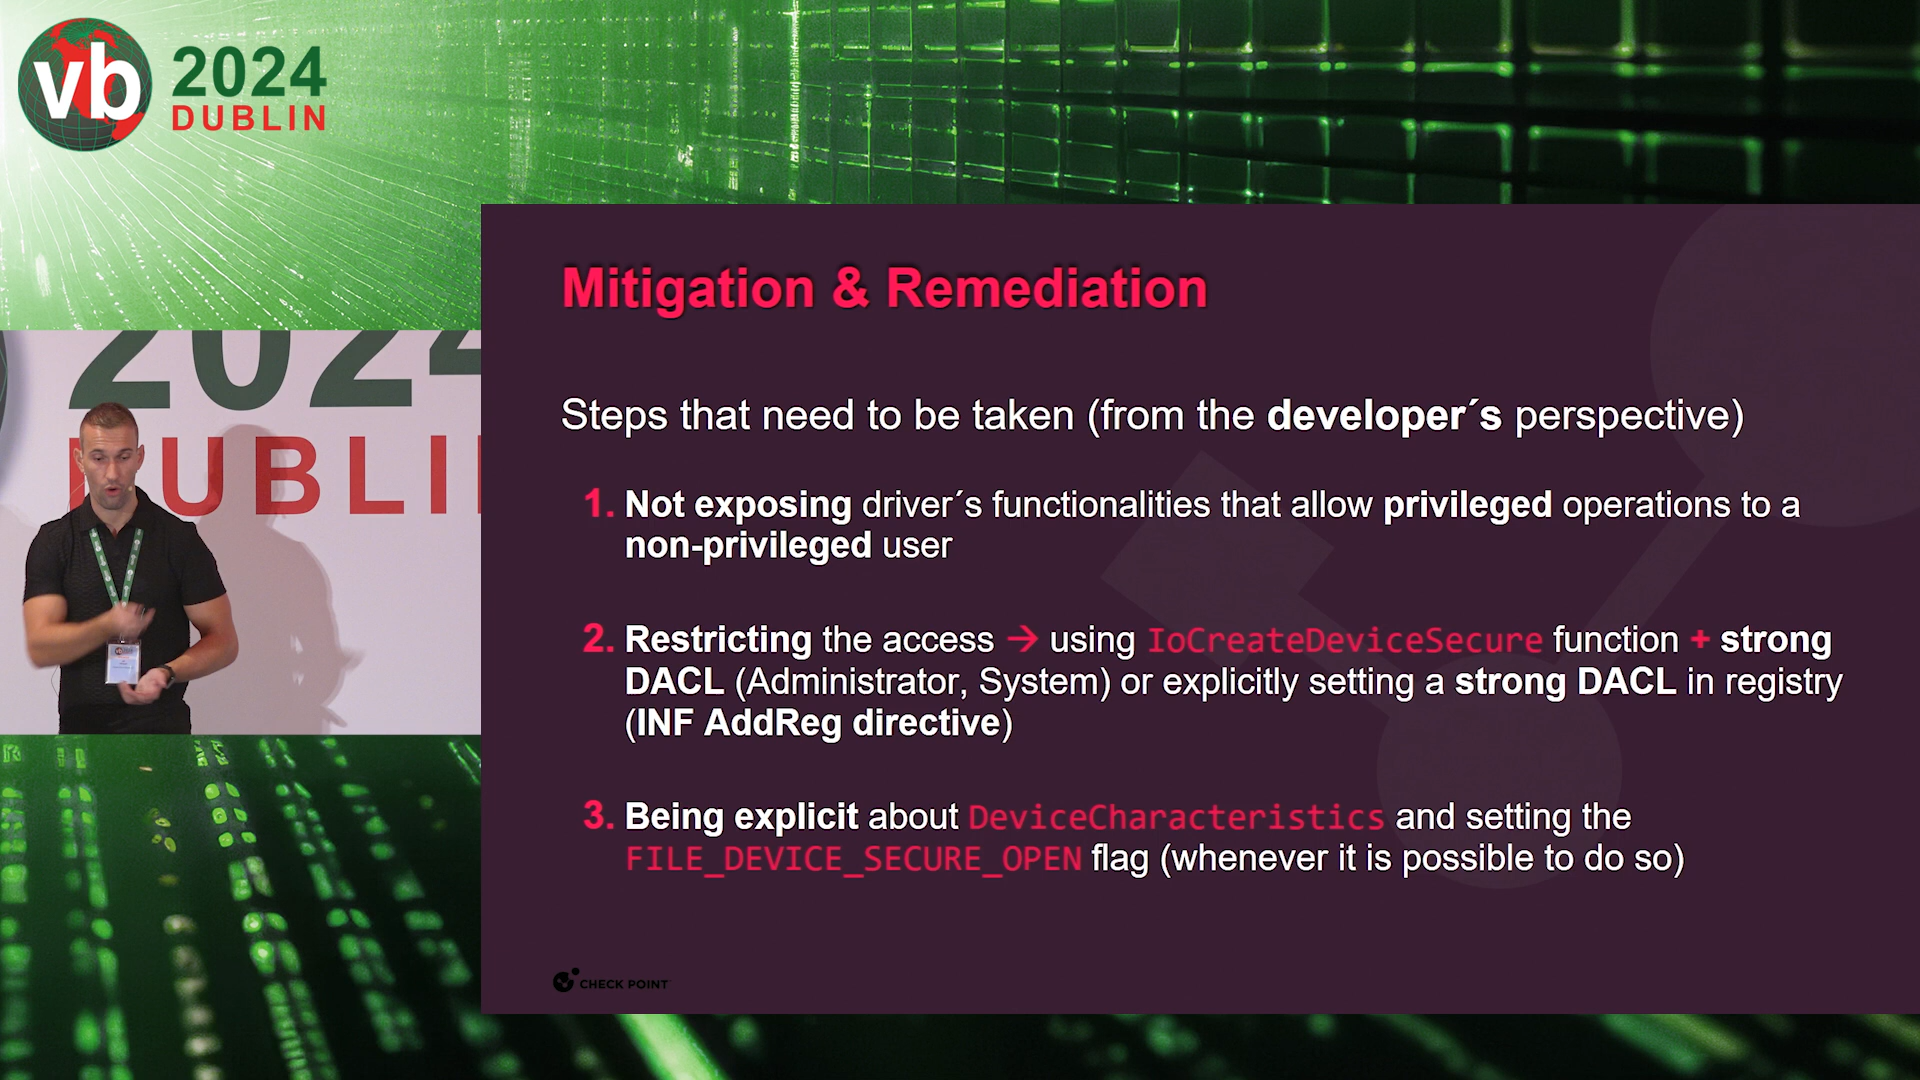 vb
2024
DUBLIN
2024
DUBLI
Mitigation & Remediation
Steps that need to be taken (from the developer´s perspective)
1. Not exposing driver´s functionalities that allow privileged operations to a
non-privileged user
2. Restricting the access → using IoCreateDeviceSecure function + strong
DACL (Administrator, System) or explicitly setting a strong DACL in registry
(INF AddReg directive)
3. Being explicit about DeviceCharacteristics and setting the
FILE_DEVICE_SECURE_OPEN flag (whenever it is possible to do so)
CHECK POINT